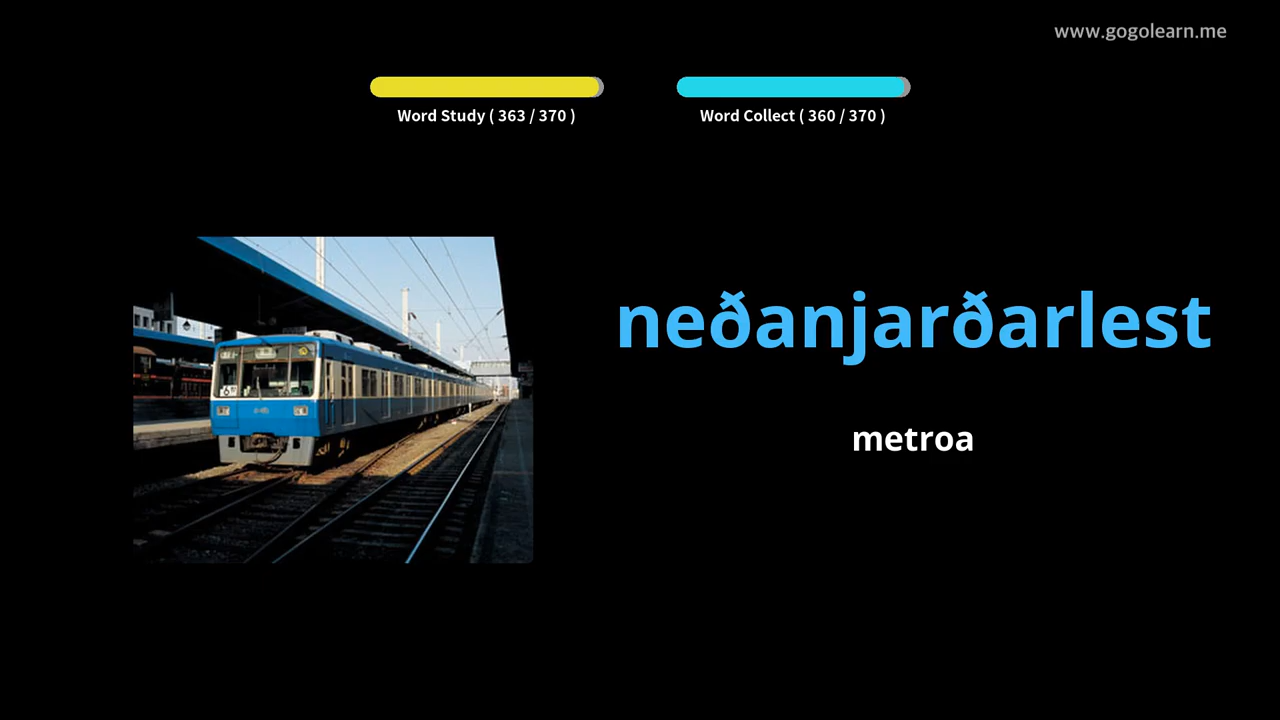 www.gogolearn.me
Word Study ( 363 / 370 )
Word Collect ( 360 / 370 )
neðanjarðarlest
metroa